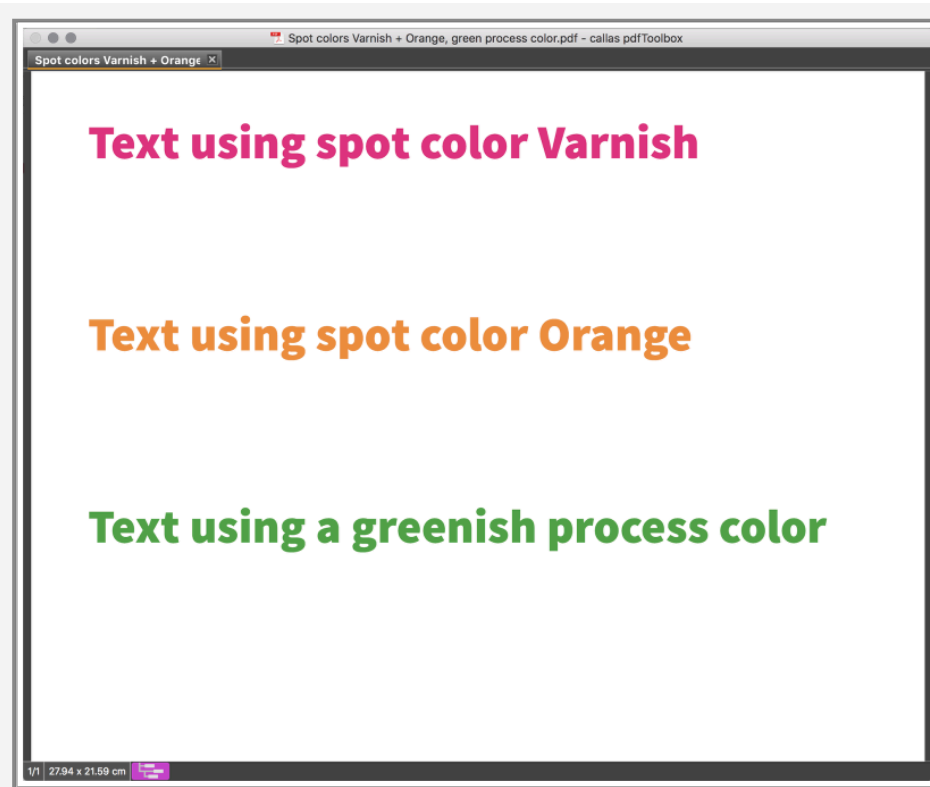 Spot colors Varnish + Orange, green process color.pdf - callas pdfToolbox
Spot colors Varnish + Orange
Text using spot color Varnish
Text using spot color Orange
Text using a greenish process color
1/1 27.94 x 21.59 cm